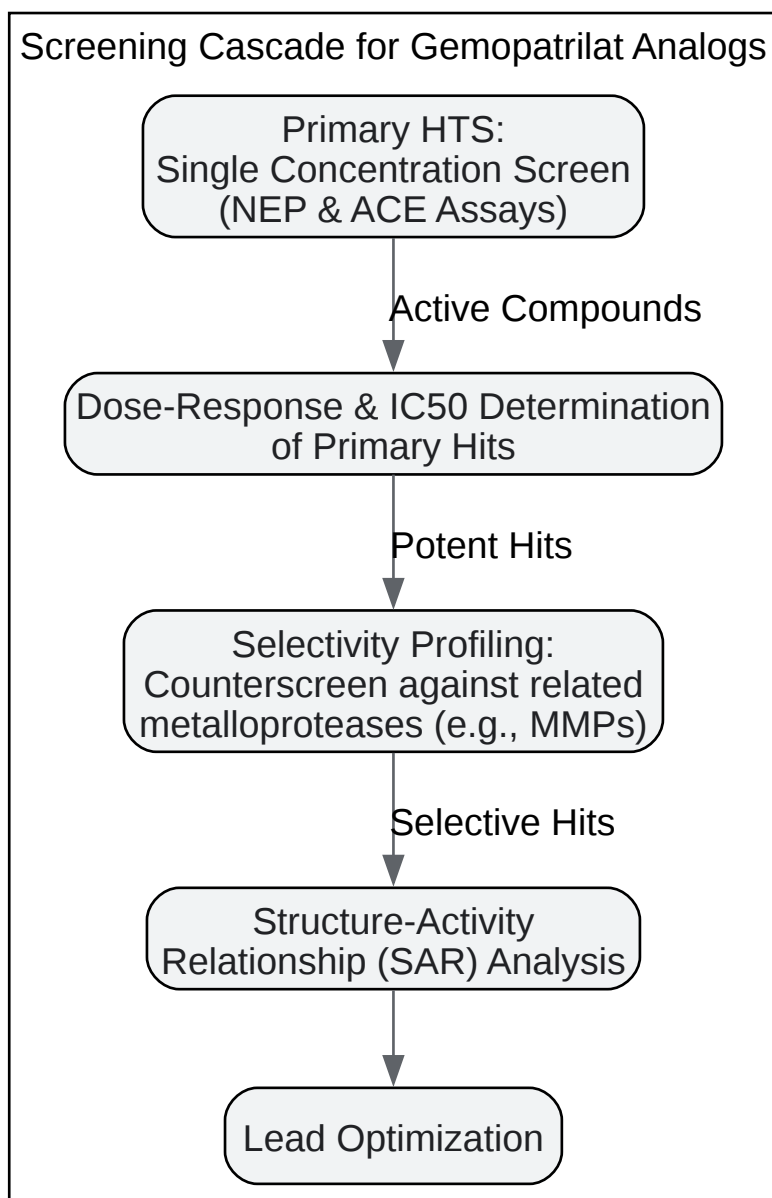 Screening Cascade for Gemopatrilat Analogs
Primary HTS:
Single Concentration Screen
(NEP & ACE Assays)
Active Compounds
Dose-Response & IC50 Determination
of Primary Hits
Potent Hits
Selectivity Profiling:
Counterscreen against related
metalloproteases (e.g., MMPs)
Selective Hits
Structure-Activity
Relationship (SAR) Analysis
Lead Optimization